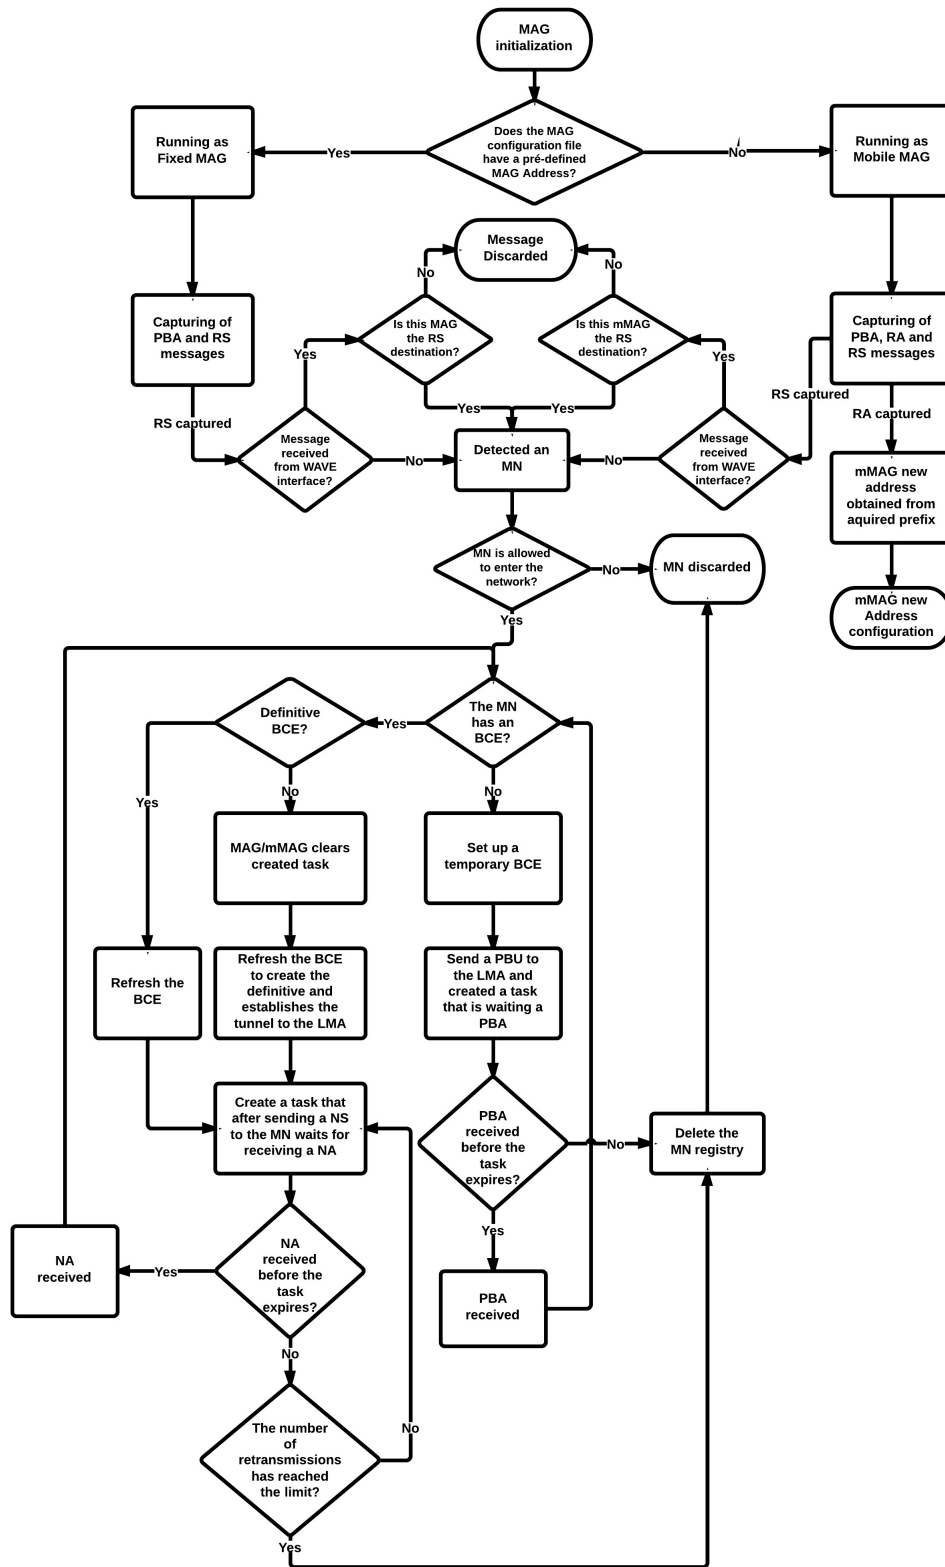 MAG
initialization
Does the MAG
configuration file
have a pré-defined
MAG Address?
Yes
No
Running as
Fixed MAG
Running as
Mobile MAG
Message
Discarded
No
No
Is this MAG
the RS
destination?
Is this mMAG
the RS
destination?
Capturing of
PBA and RS
messages
Capturing of
PBA, RA and
RS messages
Yes
Yes
RS captured
RA captured
RS captured
Yes
Yes
Message
received
from WAVE
interface?
No
Detected an
MN
No
Message
received
from WAVE
interface?
mMAG new
address
obtained from
aquired prefix
MN is allowed
to enter the
network?
No
MN discarded
mMAG new
Address
configuration
Yes
Definitive
BCE?
Yes
The MN
has an
BCE?
Yes
No
No
MAG/mMAG clears
created task
Set up a
temporary BCE
Refresh the
BCE
Refresh the BCE
to create the
definitive and
establishes the
tunnel to the LMA
Send a PBU to
the LMA and
created a task
that is waiting a
PBA
Create a task that
after sending a NS
to the MN waits for
receiving a NA
PBA
received
before the
task
expires?
No
Delete the
MN registry
Yes
NA
received
Yes
NA
received
before the
task
expires?
PBA
received
No
The number
of
retransmissions
has reached
the limit?
No
Yes